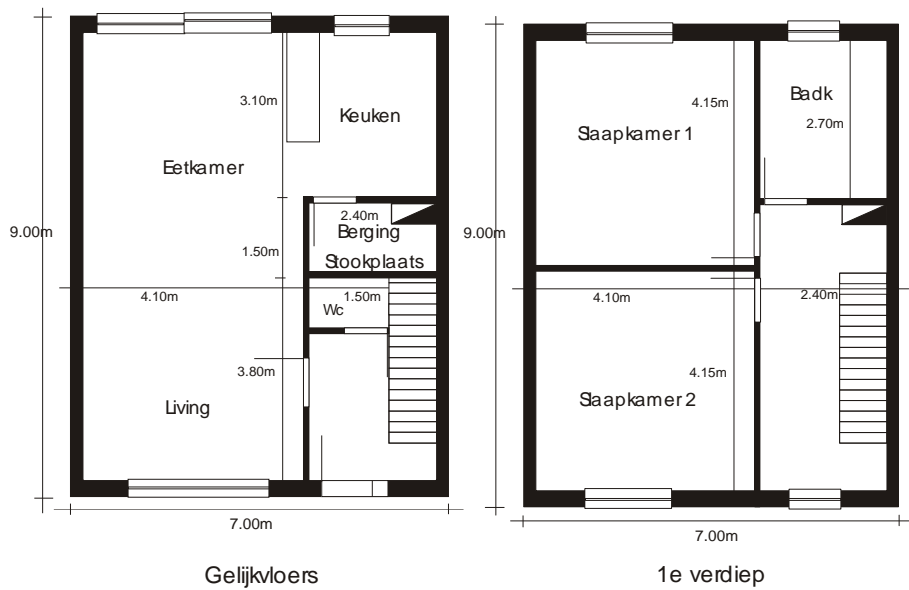 3.10m
Keuken
Eetkamer
2.40m
Berging
9.00m
1.50m
Stookplaats
4.10m
1.50m
Wc
3.80m
Living
7.00m
Gelijkvloers
4.15m
Badk
2.70m
Slaapkamer 1
9.00m
4.10m
2.40m
4.15m
Slaapkamer 2
7.00m
1e verdiep